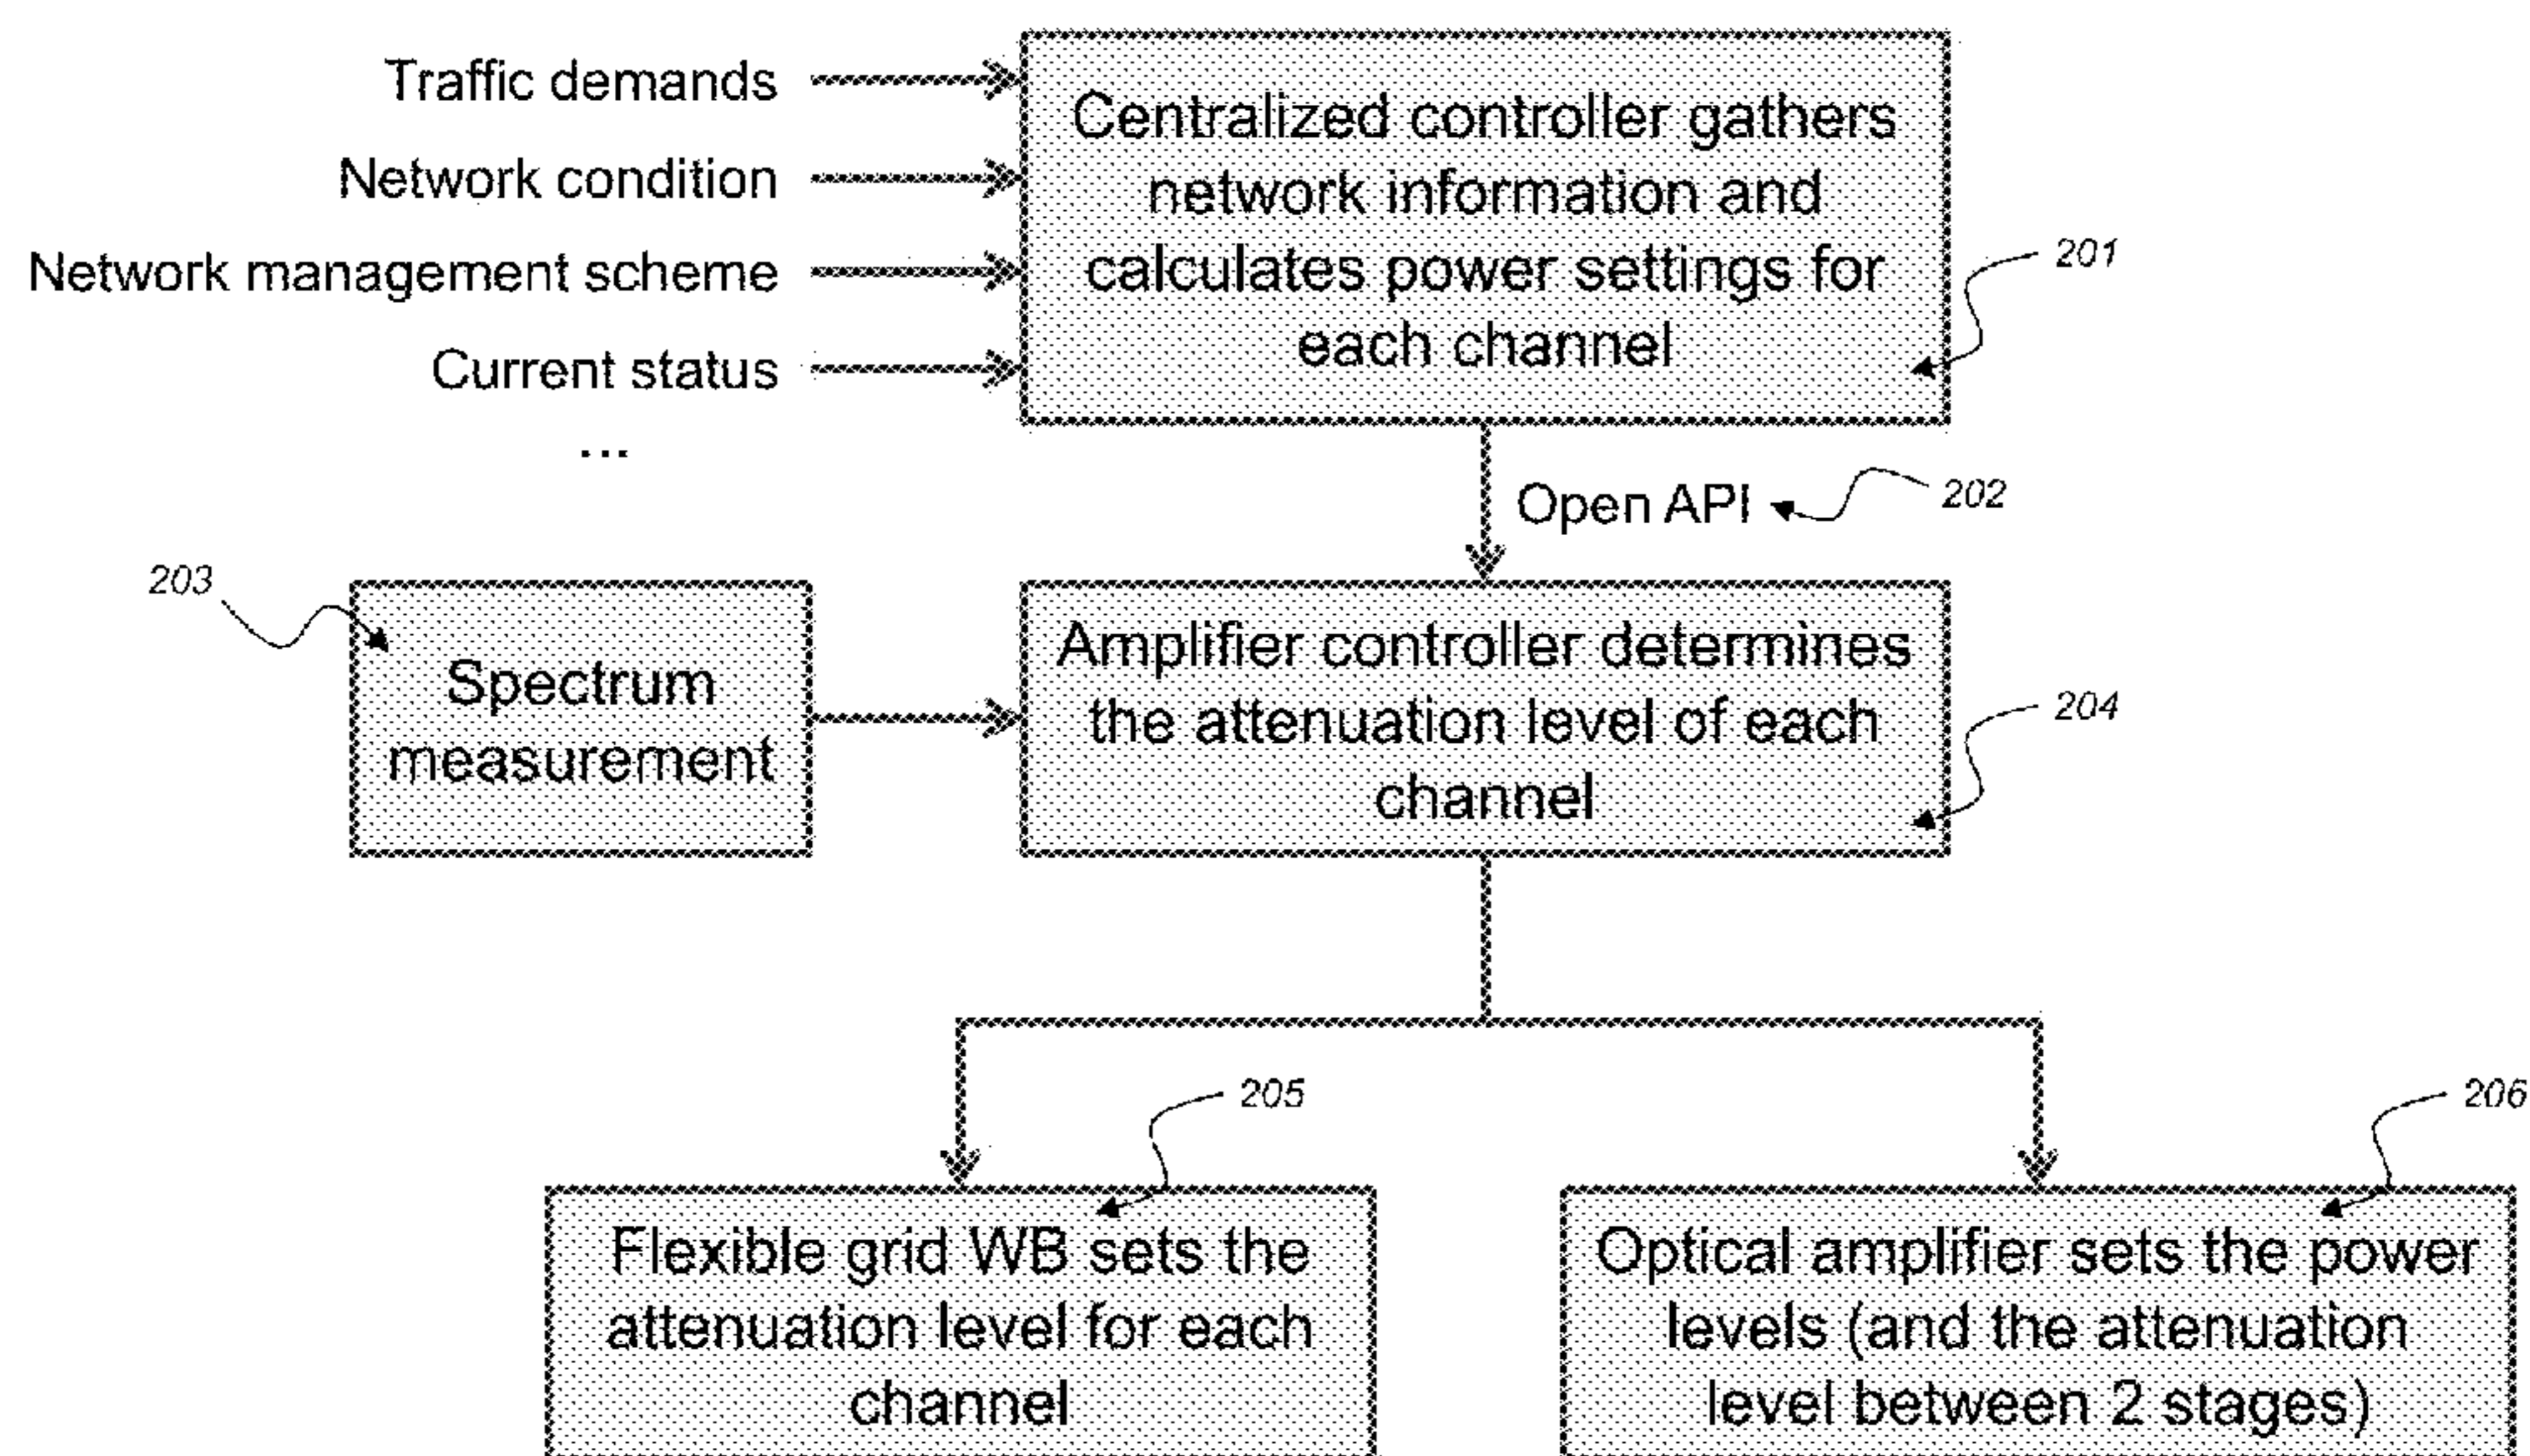 Traffic demands
Network condition
Network management scheme
Current status
...
Centralized controller gathers
network information and
calculates power settings for
each channel
201
Open API
202
203
Spectrum
measurement
Amplifier controller determines
the attenuation level of each
channel
204
205
Flexible grid WB sets the
attenuation level for each
channel
206
Optical amplifier sets the power
levels (and the attenuation
level between 2 stages)